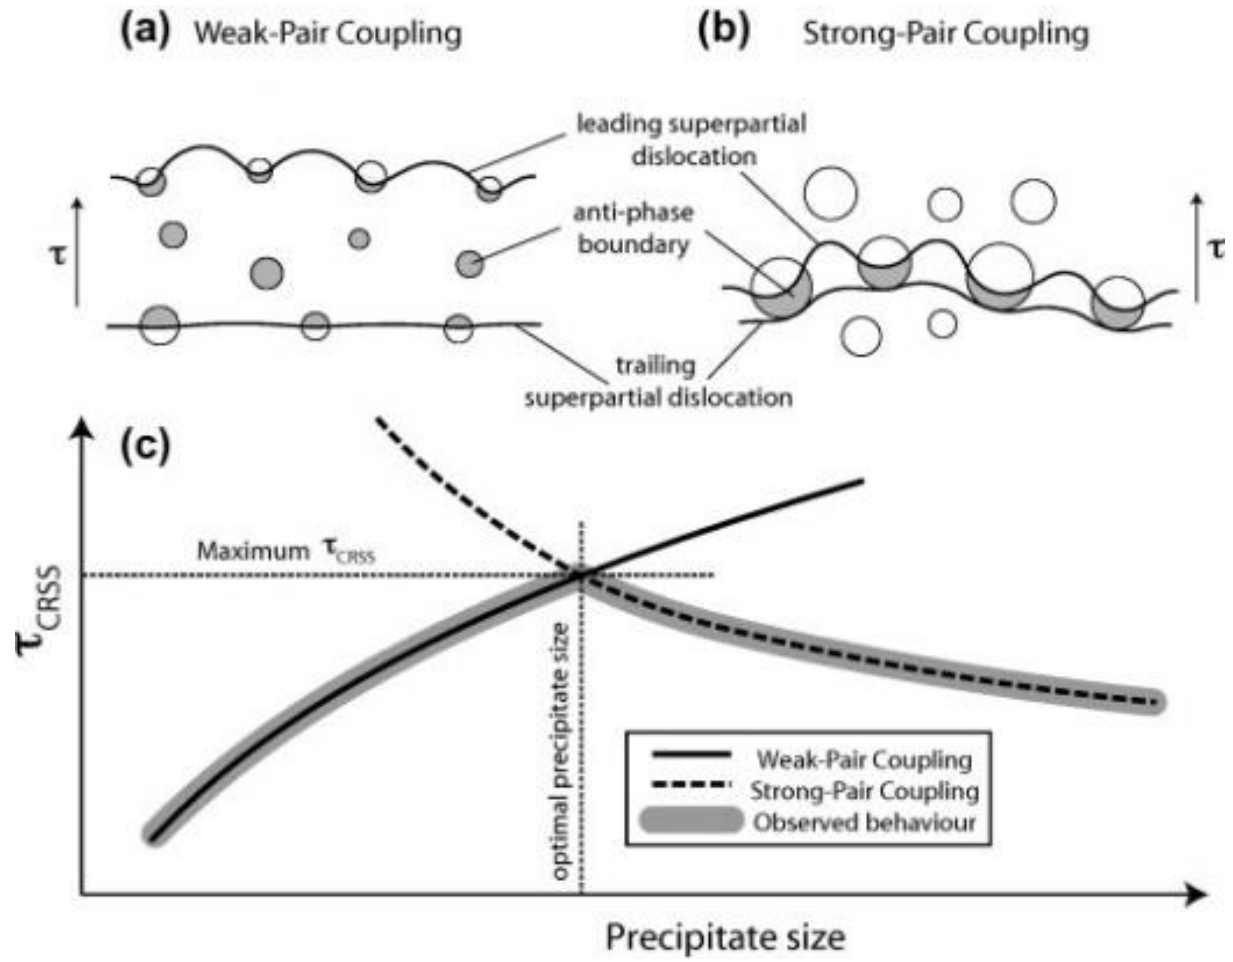 (a) Weak-Pair Coupling
(b) Strong-Pair Coupling
leading superpartial
dislocation
anti-phase
boundary
τ
τ
trailing
superpartial dislocation
(c)
Maximum τCRSS
τCRSS
optimal precipitate size
Weak-Pair Coupling
Strong-Pair Coupling
Observed behaviour
Precipitate size